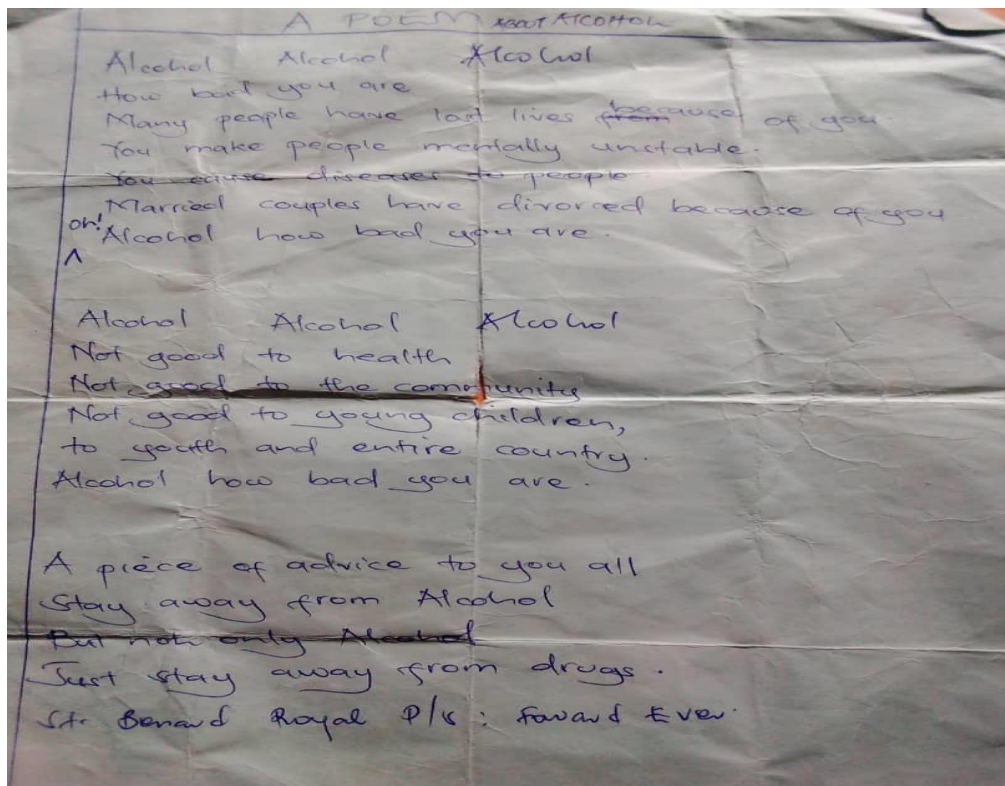 A POEM ABOUT ALCOHOL
Alcohol Alcohol Alcohol
How bad you are
Many people have lost lives because of you
You make people mentally unstable.
You cause diseases to people
Married couples have divorced because of you
oh! Alcohol how bad you are.
Alcohol Alcohol Alcohol
Not good to health
Not good to the community
Not good to young children,
to youth and entire country.
Alcohol how bad you are.
A piece of advice to you all
Stay away from Alcohol
But not only Alcohol
Just stay away from drugs.
St. Benard Royal P/s: Foward Ever.